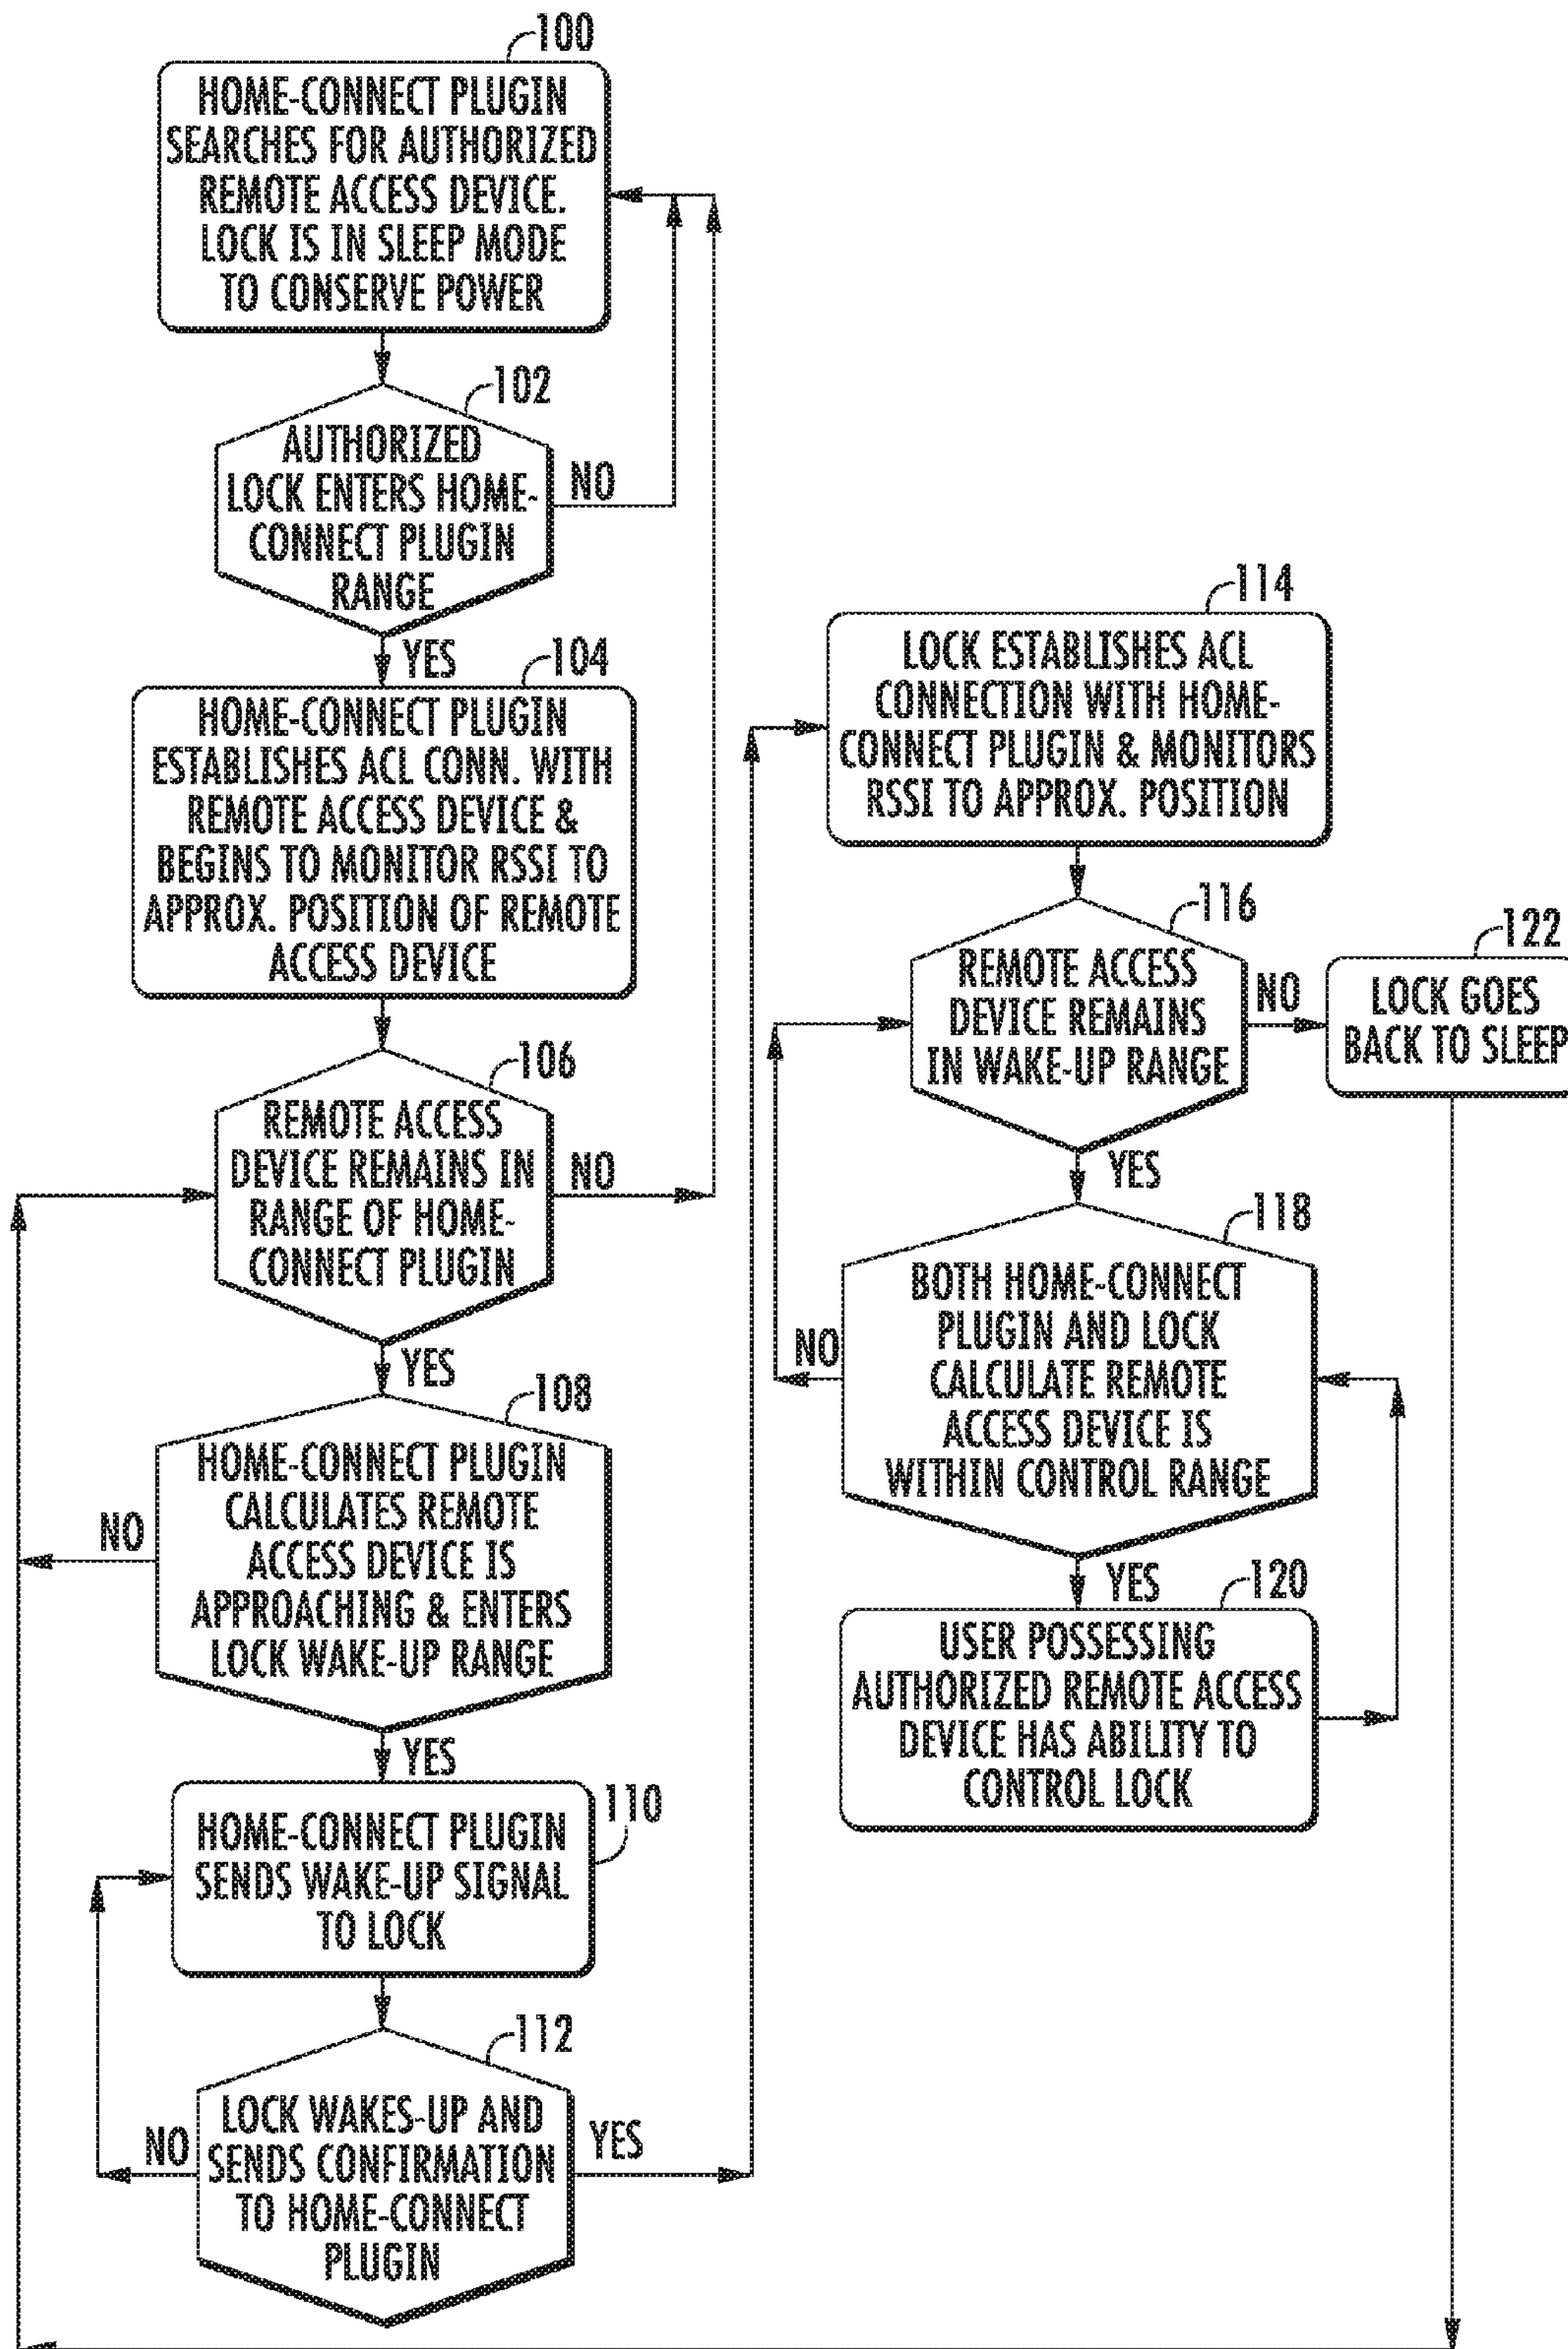 100
HOME-CONNECT PLUGIN
SEARCHES FOR AUTHORIZED
REMOTE ACCESS DEVICE.
LOCK IS IN SLEEP MODE
TO CONSERVE POWER
102
AUTHORIZED
LOCK ENTERS HOME-
CONNECT PLUGIN
RANGE
NO
YES
104
HOME-CONNECT PLUGIN
ESTABLISHES ACL CONN. WITH
REMOTE ACCESS DEVICE &
BEGINS TO MONITOR RSSI TO
APPROX. POSITION OF REMOTE
ACCESS DEVICE
106
REMOTE ACCESS
DEVICE REMAINS IN
RANGE OF HOME-
CONNECT PLUGIN
NO
YES
108
HOME-CONNECT PLUGIN
CALCULATES REMOTE
ACCESS DEVICE IS
APPROACHING & ENTERS
LOCK WAKE-UP RANGE
NO
YES
110
HOME-CONNECT PLUGIN
SENDS WAKE-UP SIGNAL
TO LOCK
112
LOCK WAKES-UP AND
SENDS CONFIRMATION
TO HOME-CONNECT
PLUGIN
NO
YES
114
LOCK ESTABLISHES ACL
CONNECTION WITH HOME-
CONNECT PLUGIN & MONITORS
RSSI TO APPROX. POSITION
116
REMOTE ACCESS
DEVICE REMAINS
IN WAKE-UP RANGE
NO
YES
122
LOCK GOES
BACK TO SLEEP
118
BOTH HOME-CONNECT
PLUGIN AND LOCK
CALCULATE REMOTE
ACCESS DEVICE IS
WITHIN CONTROL RANGE
NO
YES
120
USER POSSESSING
AUTHORIZED REMOTE ACCESS
DEVICE HAS ABILITY TO
CONTROL LOCK